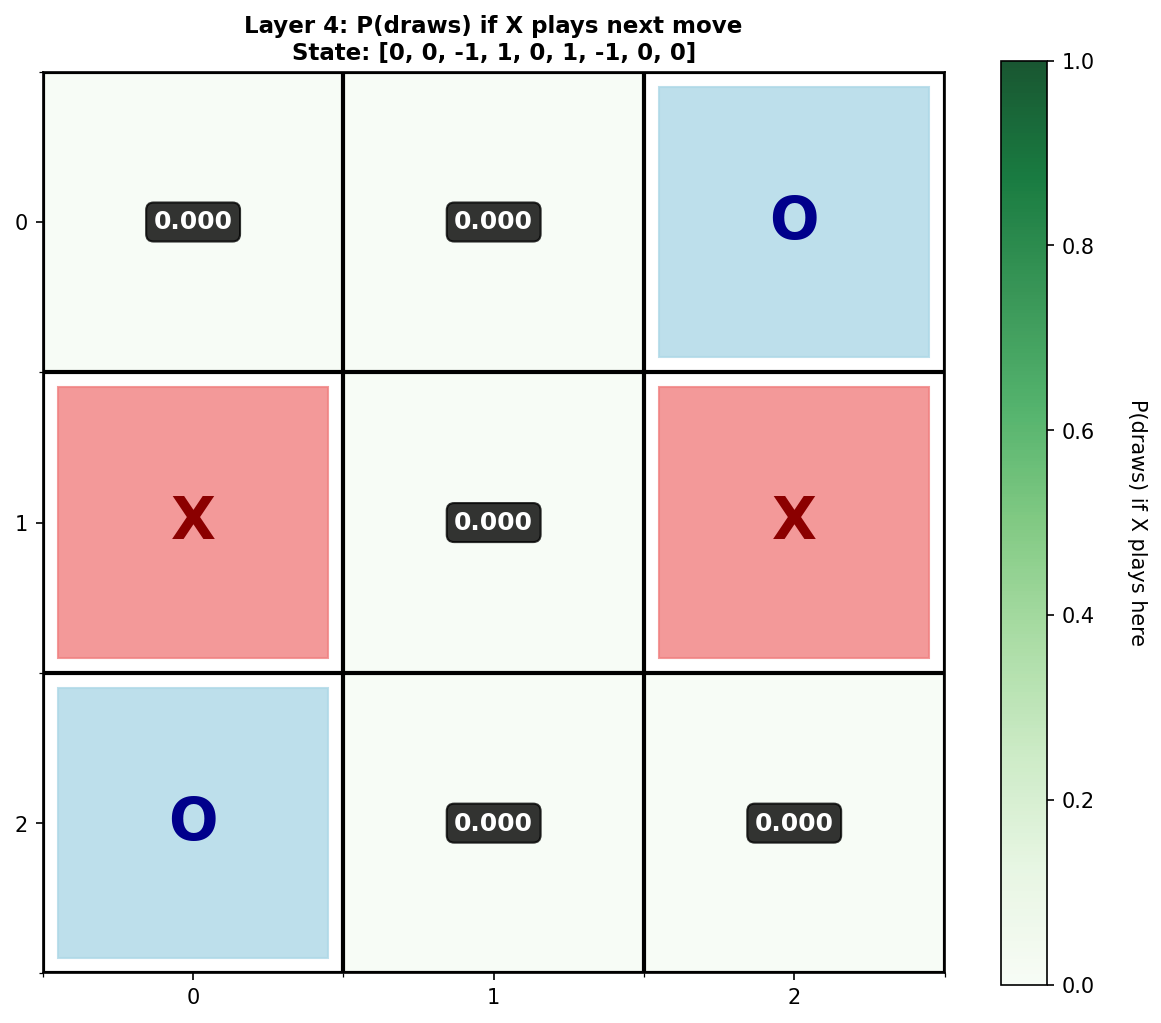 Layer 4: P(draws) if X plays next move
State: [0, 0, -1, 1, 0, 1, -1, 0, 0]
0
0.000
0.000
O
1
X
0.000
X
2
O
0.000
0.000
0
1
2
1.0
0.8
0.6
0.4
0.2
0.0
P(draws) if X plays here